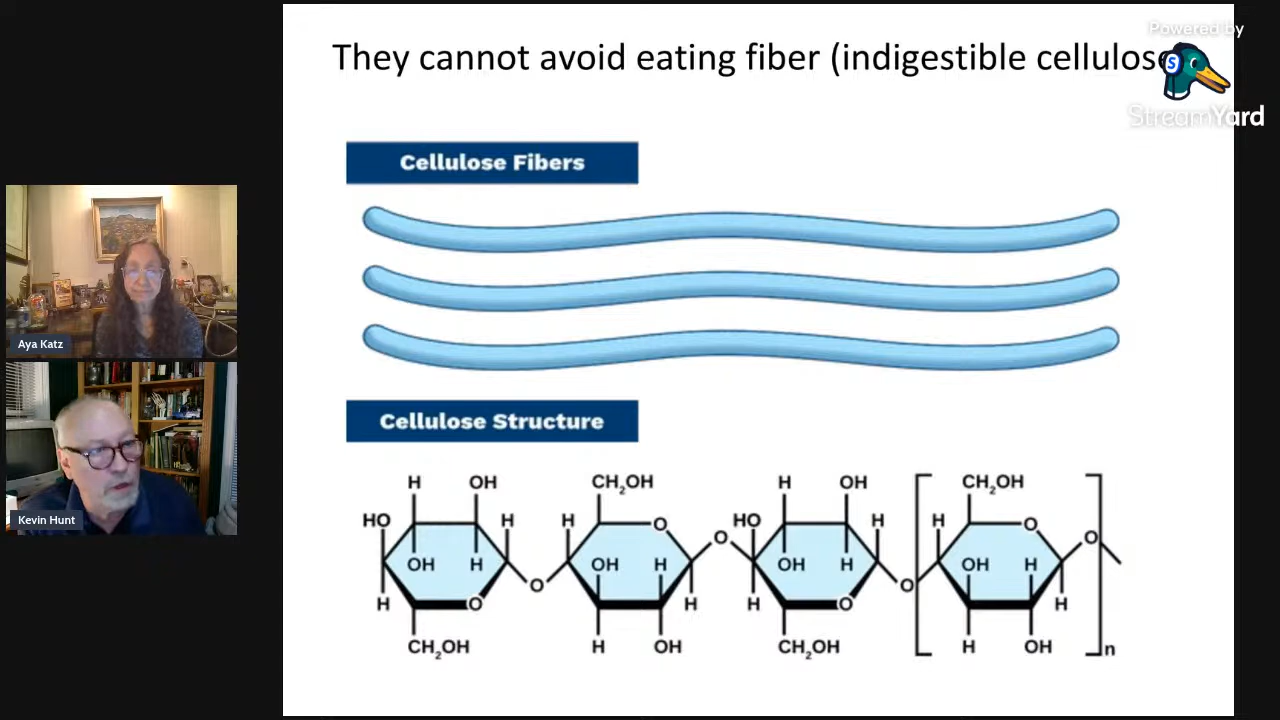 They cannot avoid eating fiber (indigestible cellulose
Powered by
StreamYard
S
Cellulose Fibers
Aya Katz
Cellulose Structure
Kevin Hunt
H OH CH2OH H OH CH2OH
HO H H O HO H H O
O O
OH H OH H OH H OH H
O O
H O H H O H
CH2OH H OH CH2OH H OH n